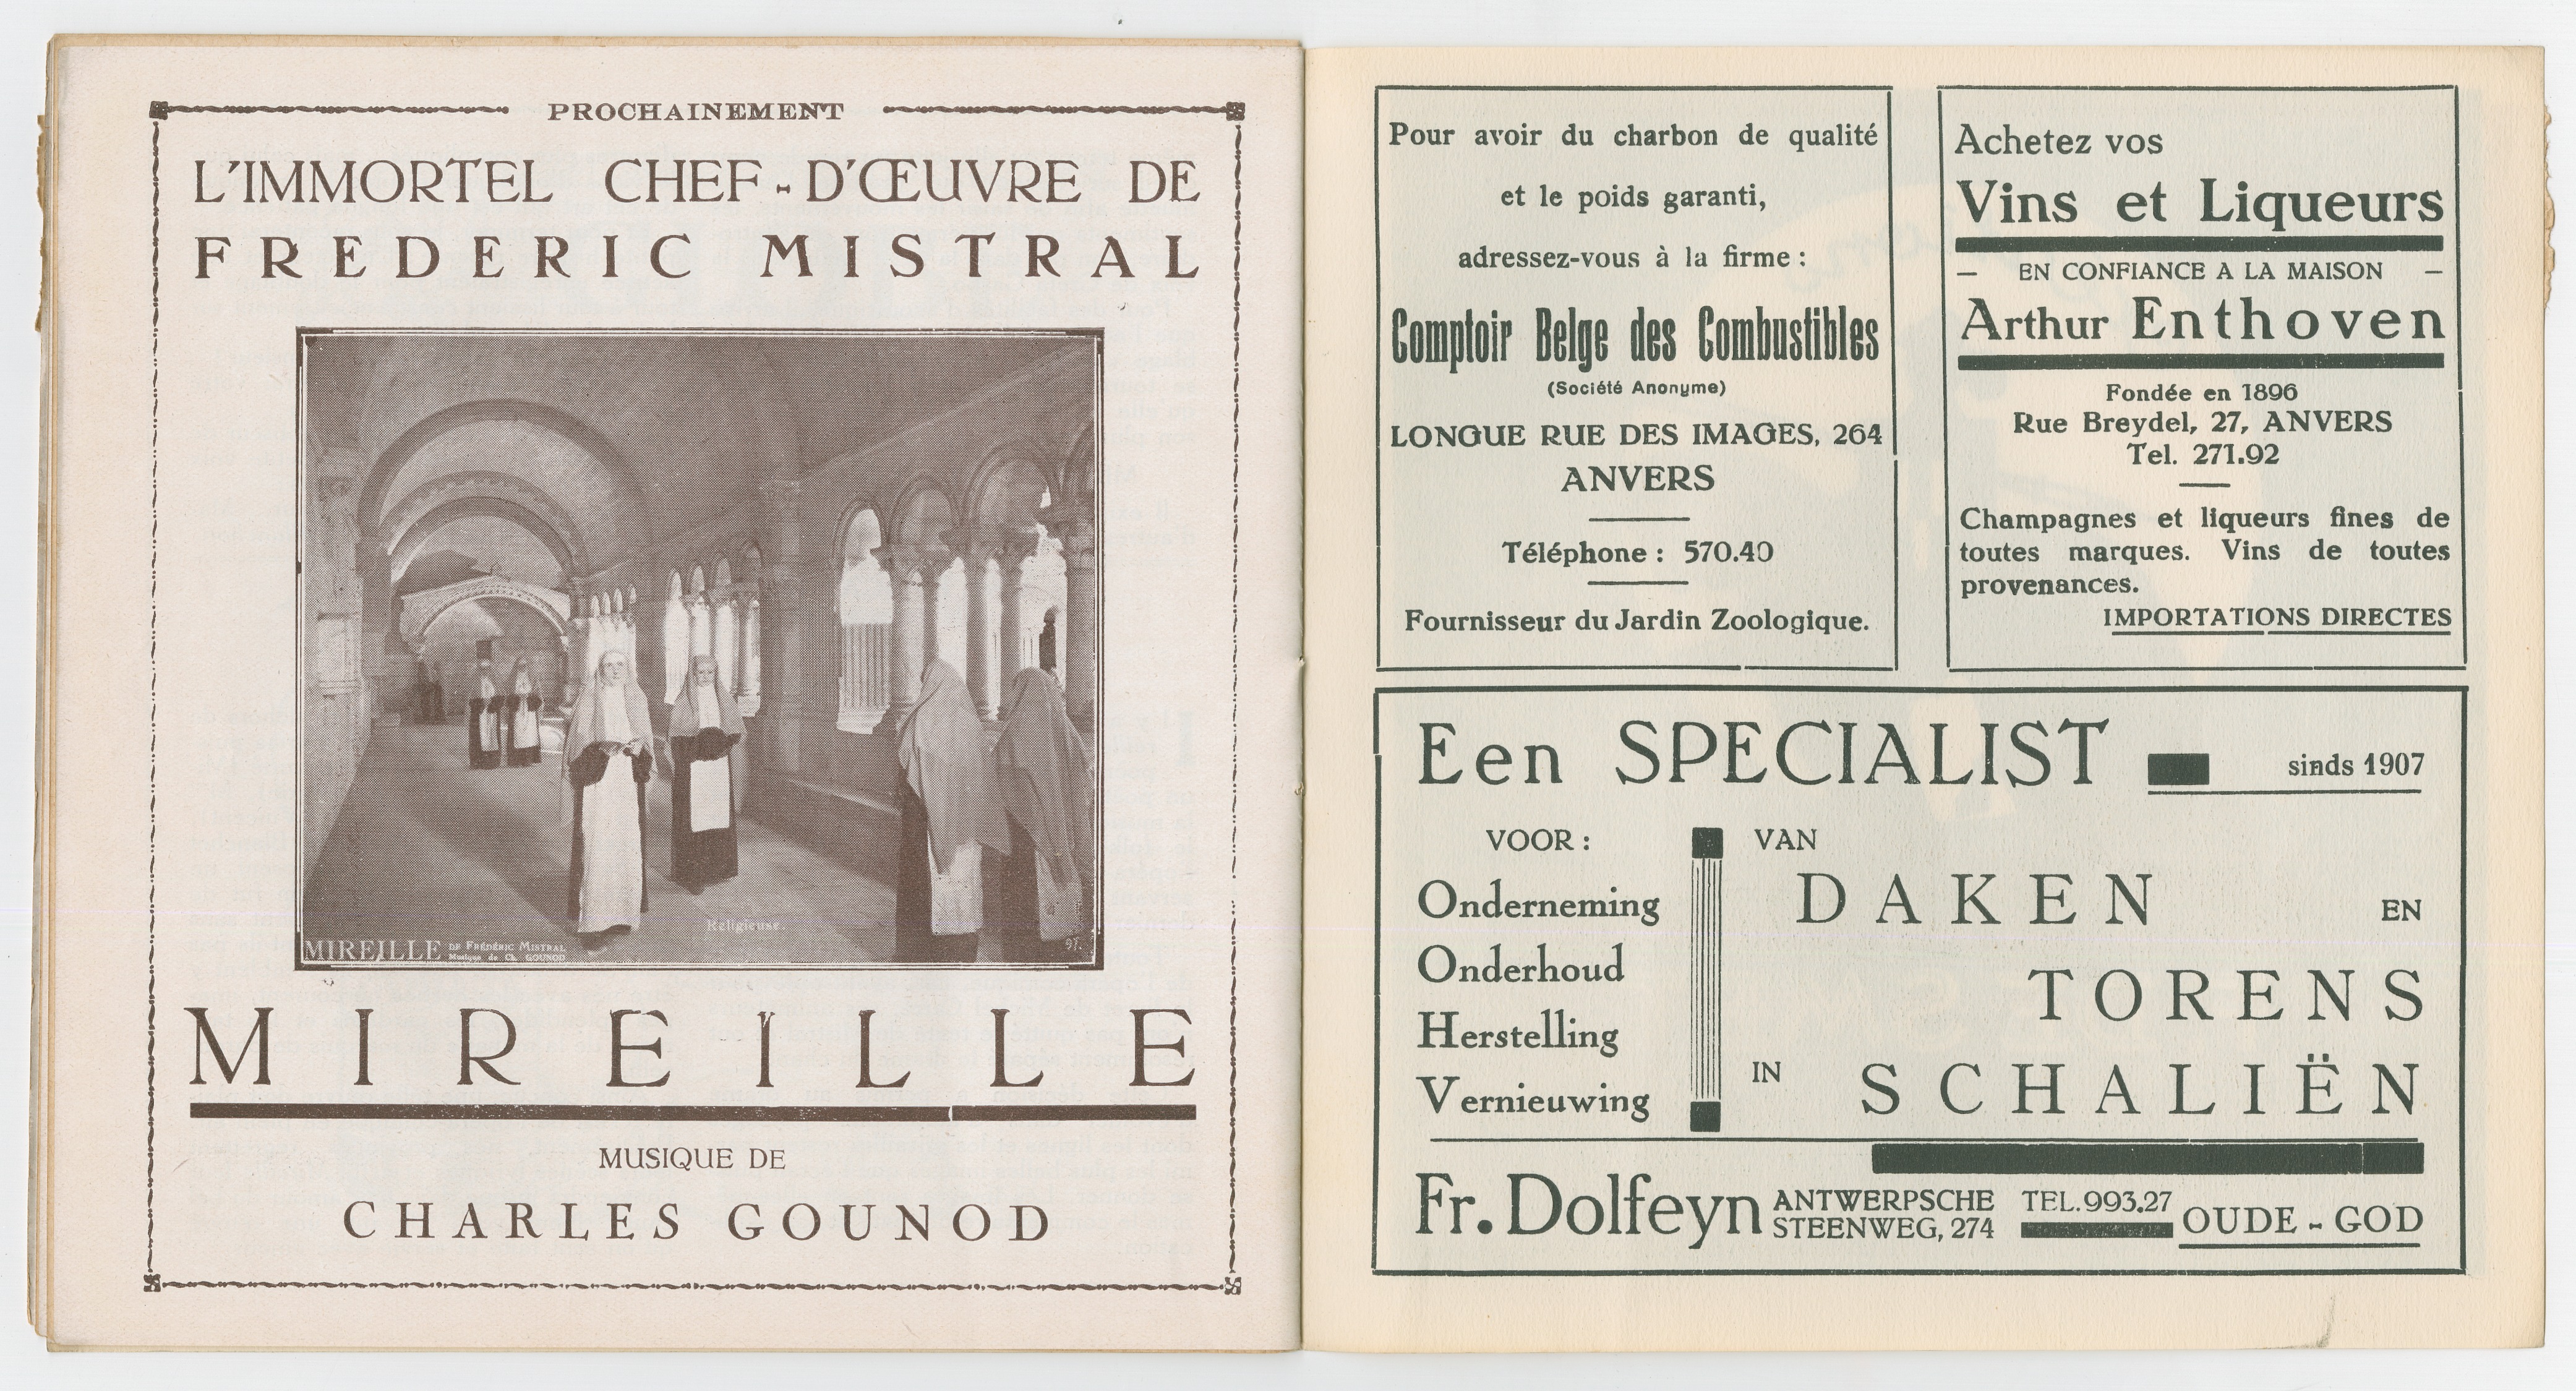 PROCHAINEMENT
L'IMMORTEL CHEF-D'ŒUVRE DE
FREDERIC MISTRAL
Religieuse.
MIREILLE DE FRÉDÉRIC MISTRAL
Musique de Ch. GOUNOD
97.
MIREILLE
MUSIQUE DE
CHARLES GOUNOD
Pour avoir du charbon de qualité
et le poids garanti,
adressez-vous à la firme :
Comptoir Belge des Combustibles
(Société Anonyme)
LONGUE RUE DES IMAGES, 264
ANVERS
Téléphone : 570.40
Fournisseur du Jardin Zoologique.
Achetez vos
Vins et Liqueurs
— EN CONFIANCE A LA MAISON —
Arthur Enthoven
Fondée en 1896
Rue Breydel, 27, ANVERS
Tel. 271.92
Champagnes et liqueurs fines de
toutes marques. Vins de toutes
provenances.
IMPORTATIONS DIRECTES
Een SPECIALIST sinds 1907
VOOR :
Onderneming
Onderhoud
Herstelling
Vernieuwing
VAN
DAKEN EN
TORENS
IN SCHALIËN
Fr. Dolfeyn
ANTWERPSCHE
STEENWEG, 274
TEL. 993.27
OUDE - GOD